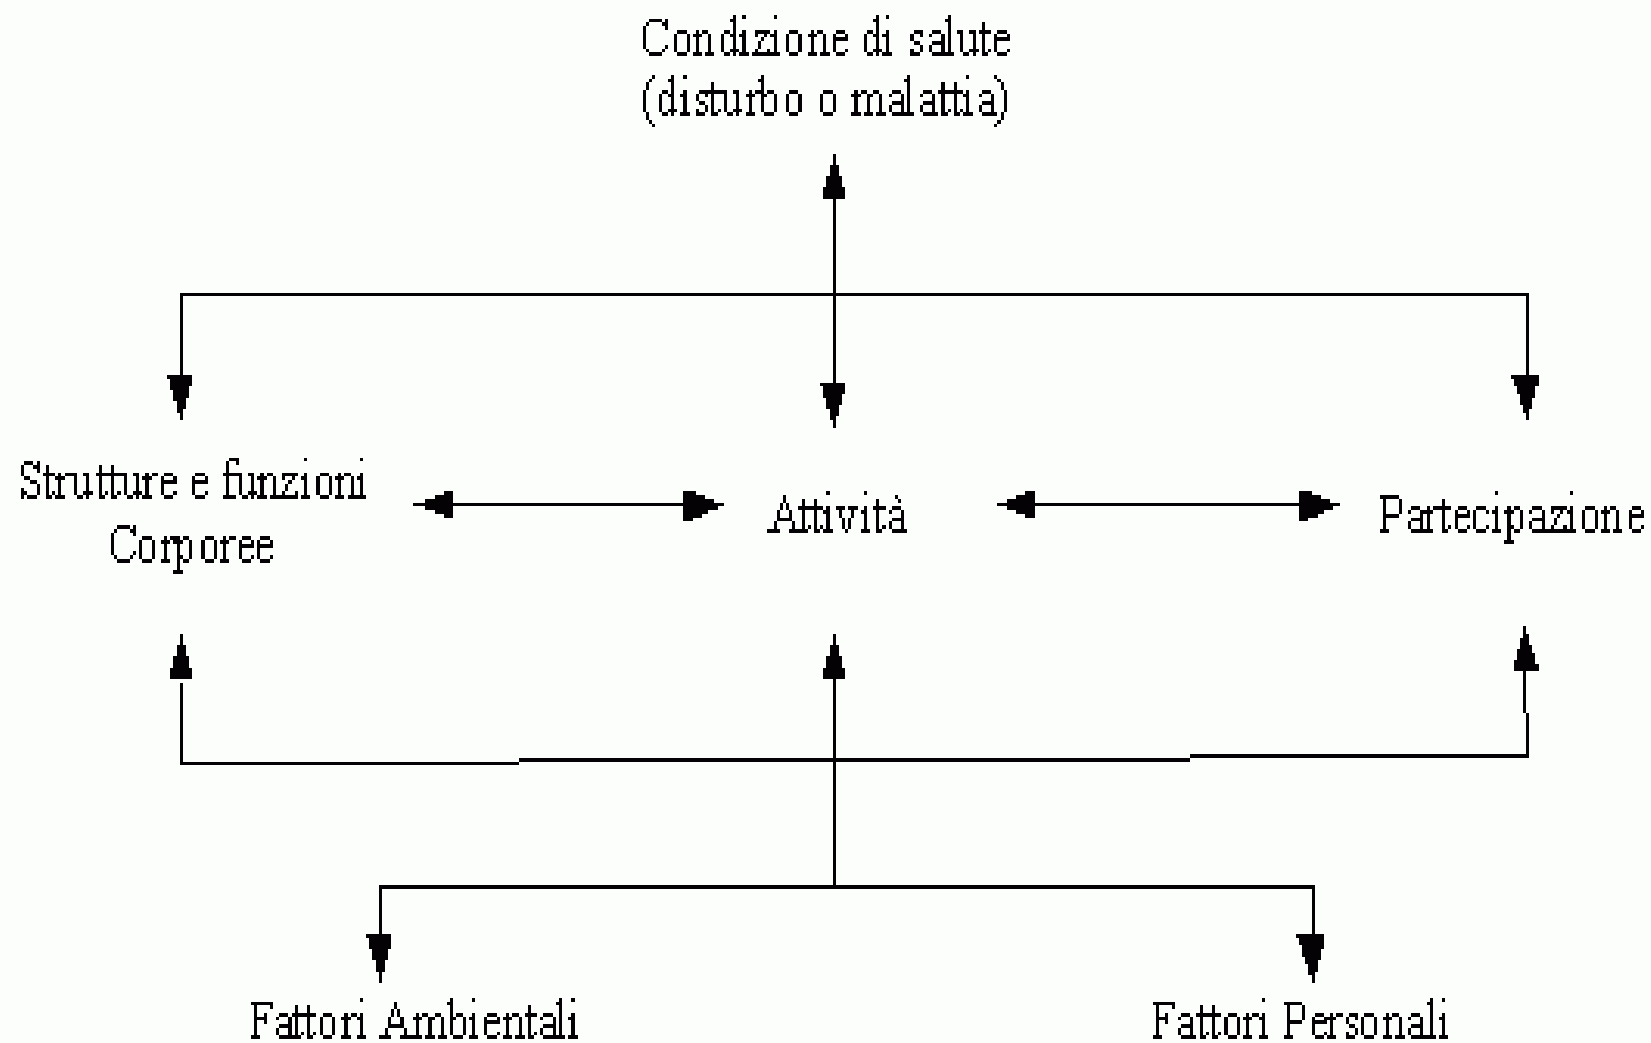 Condizione di salute
(disturbo o malattia)
Strutture e funzioni
Corporee
Attività
Partecipazione
Fattori Ambientali
Fattori Personali